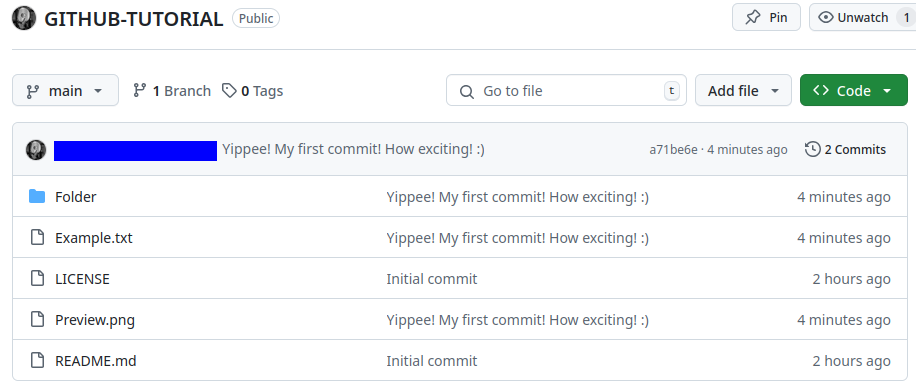 GITHUB-TUTORIAL Public Pin Unwatch 1
main 1 Branch 0 Tags Go to file t Add file Code
Yippee! My first commit! How exciting! :) a71be6e · 4 minutes ago 2 Commits
Folder Yippee! My first commit! How exciting! :) 4 minutes ago
Example.txt Yippee! My first commit! How exciting! :) 4 minutes ago
LICENSE Initial commit 2 hours ago
Preview.png Yippee! My first commit! How exciting! :) 4 minutes ago
README.md Initial commit 2 hours ago